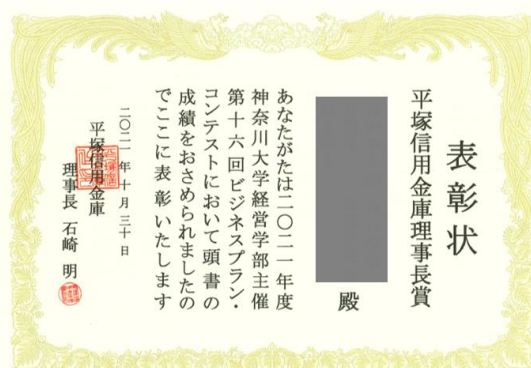 表彰状
平塚信用金庫理事長賞
殿
あなたがたは二〇二一年度
神奈川大学経営学部主催
第十六回ビジネスプラン・
コンテストにおいて頭書の
成績をおさめられましたの
でここに表彰いたします
二〇二一年十月三十日
平塚信用金庫
理事長 石崎 明